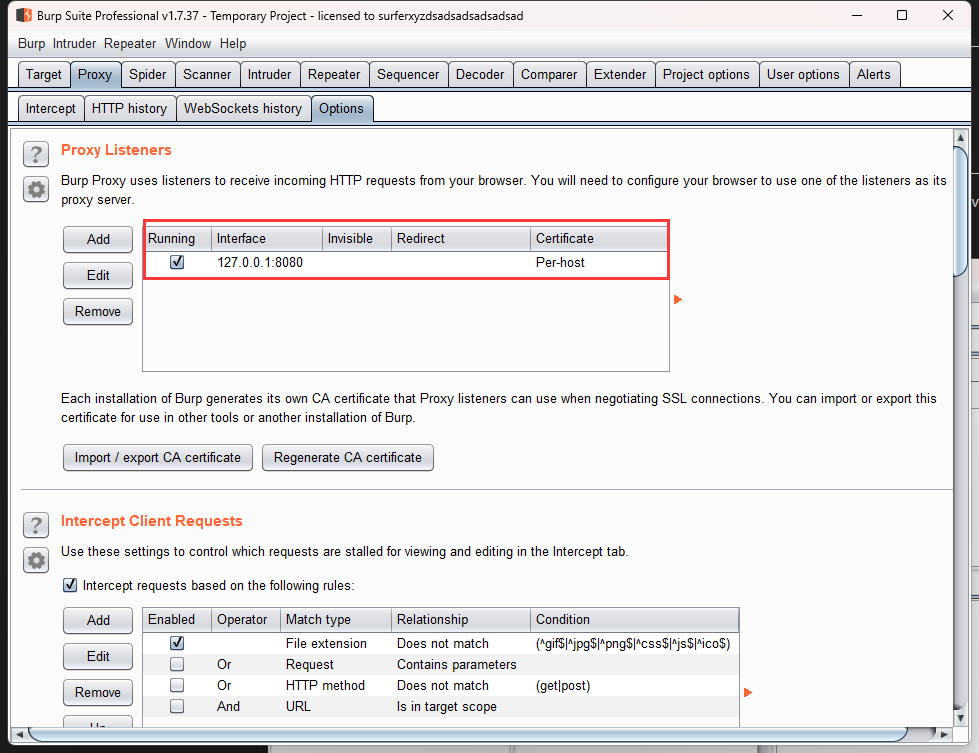 Burp Suite Professional v1.7.37 - Temporary Project - licensed to surferxyzdsadsadsadsadsad
Burp Intruder Repeater Window Help
Target Proxy Spider Scanner Intruder Repeater Sequencer Decoder Comparer Extender Project options User options Alerts
Intercept HTTP history WebSockets history Options
? Proxy Listeners
Burp Proxy uses listeners to receive incoming HTTP requests from your browser. You will need to configure your browser to use one of the listeners as its
proxy server.
Add Running Interface Invisible Redirect Certificate
127.0.0.1:8080 Per-host
Edit
Remove
Each installation of Burp generates its own CA certificate that Proxy listeners can use when negotiating SSL connections. You can import or export this
certificate for use in other tools or another installation of Burp.
Import / export CA certificate Regenerate CA certificate
? Intercept Client Requests
Use these settings to control which requests are stalled for viewing and editing in the Intercept tab.
Intercept requests based on the following rules:
Add Enabled Operator Match type Relationship Condition
File extension Does not match (^gif$|^jpg$|^png$|^css$|^js$|^ico$)
Edit Or Request Contains parameters
Remove Or HTTP method Does not match (get|post)
And URL Is in target scope